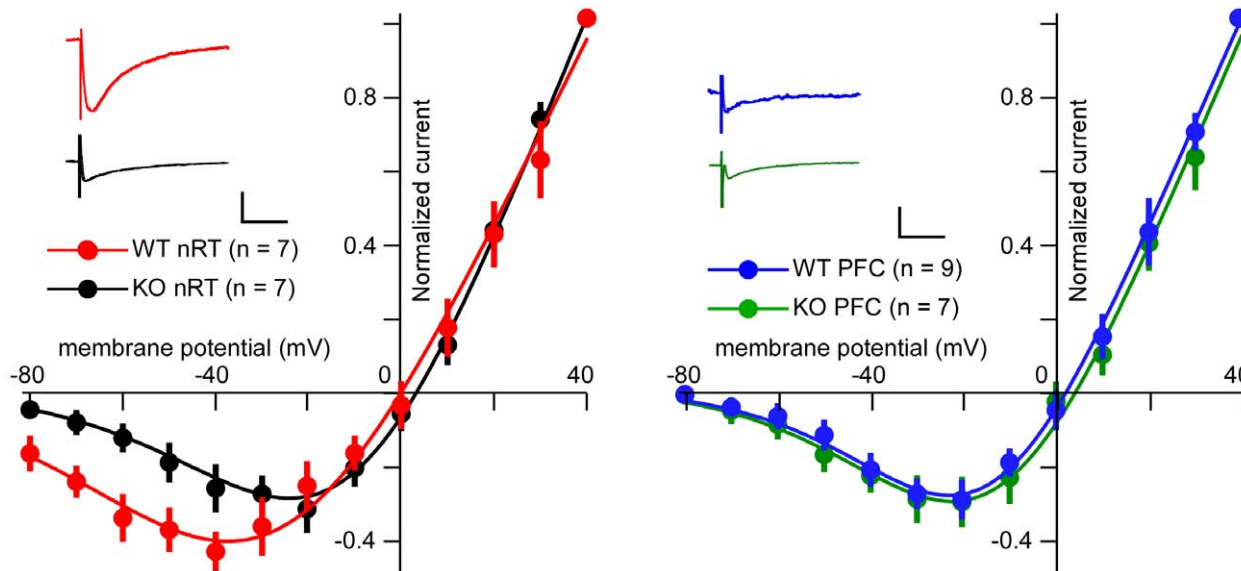 Normalized current
0.8
0.4
WT nRT (n = 7)
KO nRT (n = 7)
membrane potential (mV)
-80
-40
0
40
-0.4
Normalized current
0.8
0.4
WT PFC (n = 9)
KO PFC (n = 7)
membrane potential (mV)
-80
-40
0
-0.4